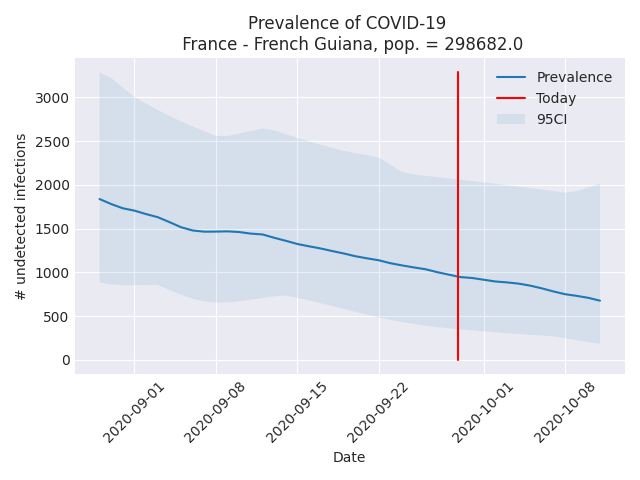 Prevalence of COVID-19
France - French Guiana, pop. = 298682.0
Prevalence
Today
95CI
# undetected infections
3000
2500
2000
1500
1000
500
0
2020-09-01
2020-09-08
2020-09-15
2020-09-22
2020-10-01
2020-10-08
Date